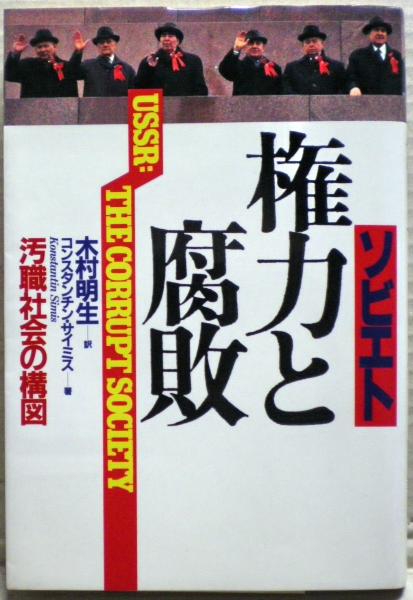 ソビエト
権力と
腐敗
USSR: THE CORRUPT SOCIETY
木村明生―訳
コンスタンチン・サイミス―著
Konstantin Simis
汚職社会の構図